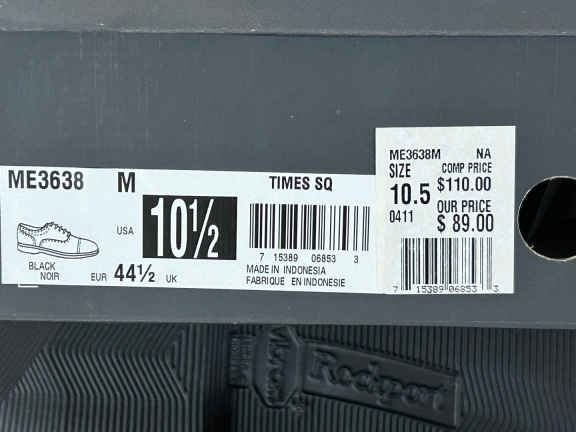 ME3638 M TIMES SQ
USA 10½
7 15389 06853 3
BLACK
NOIR
EUR 44½ UK
MADE IN INDONESIA
FABRIQUE EN INDONESIE
ME3638M NA
SIZE COMP PRICE
10.5 $110.00
0411 OUR PRICE
$ 89.00
7 15389 06853 3
Rockport